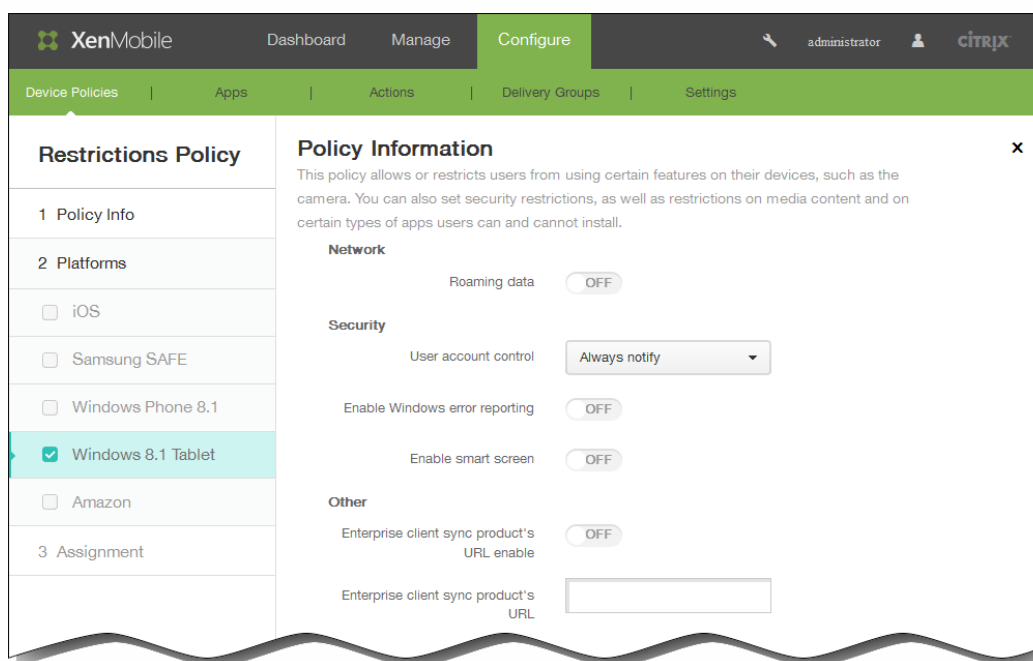 XenMobile Dashboard Manage Configure administrator CITRIX
Device Policies | Apps | Actions | Delivery Groups | Settings
Restrictions Policy
1 Policy Info
2 Platforms
iOS
Samsung SAFE
Windows Phone 8.1
Windows 8.1 Tablet
Amazon
3 Assignment
Policy Information x
This policy allows or restricts users from using certain features on their devices, such as the
camera. You can also set security restrictions, as well as restrictions on media content and on
certain types of apps users can and cannot install.
Network
Roaming data OFF
Security
User account control Always notify
Enable Windows error reporting OFF
Enable smart screen OFF
Other
Enterprise client sync product's
URL enable OFF
Enterprise client sync product's
URL